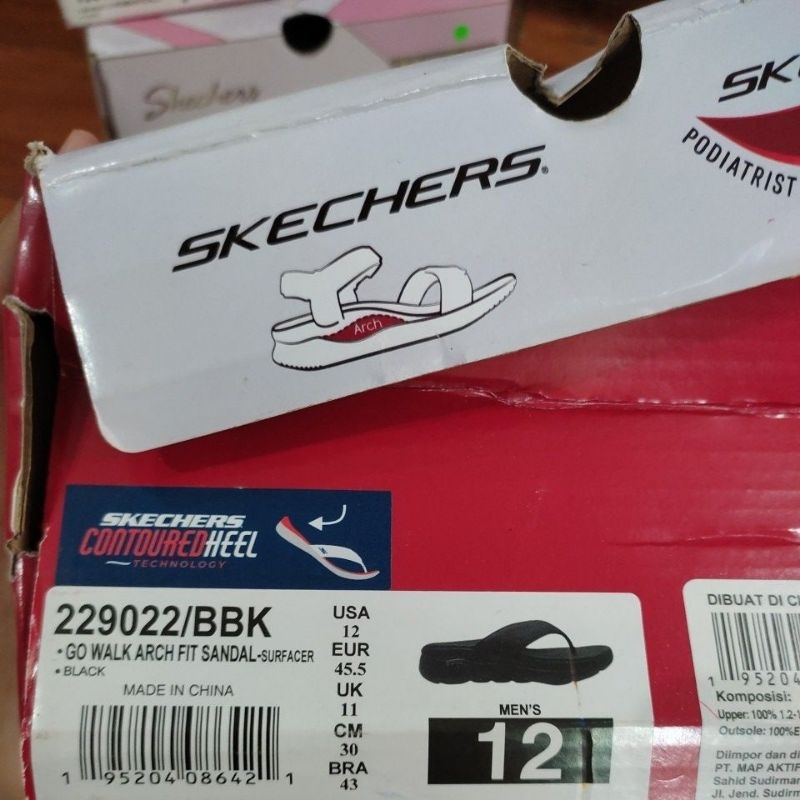 Skechers
SKECHERS
SK
PODIATRIST
Arch
SKECHERS
CONTOUREDHEEL
TECHNOLOGY
229022/BBK
• GO WALK ARCH FIT SANDAL-SURFACER
• BLACK
MADE IN CHINA
1 95204 08642 1
USA
12
EUR
45.5
UK
11
CM
30
BRA
43
MEN'S
12
DIBUAT DI
1 95204
Komposisi:
Upper: 100%
Outsole: 100%
Diimpor dan
PT. MAP AKTIF
Sahid Sudirman
Jl. Jend.